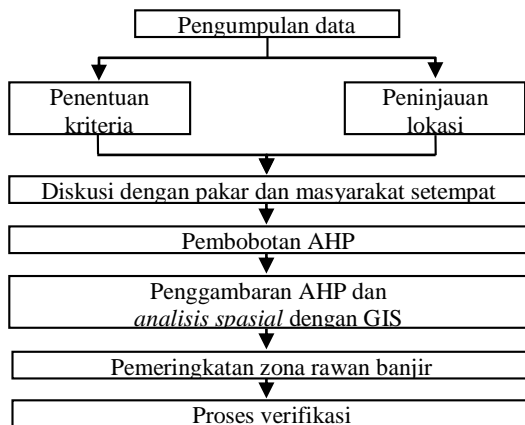 Pengumpulan data
Penentuan
kriteria
Peninjauan
lokasi
Diskusi dengan pakar dan masyarakat setempat
Pembobotan AHP
Penggambaran AHP dan
analisis spasial dengan GIS
Pemeringkatan zona rawan banjir
Proses verifikasi